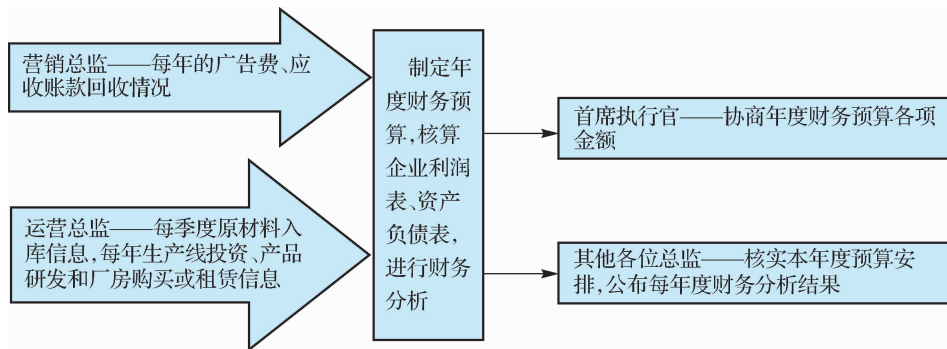 营销总监——每年的广告费、应
收账款回收情况
运营总监——每季度原材料入
库信息,每年生产线投资、产品
研发和厂房购买或租赁信息
制定年
度财务预
算,核算
企业利润
表、资产
负债表,
进行财务
分析
首席执行官——协商年度财务预算各项
金额
其他各位总监——核实本年度预算安
排,公布每年度财务分析结果